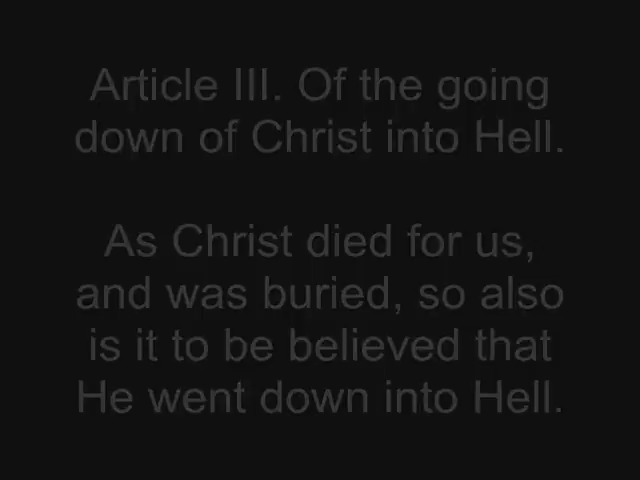 Article III. Of the going
down of Christ into Hell.
As Christ died for us,
and was buried, so also
is it to be believed that
He went down into Hell.